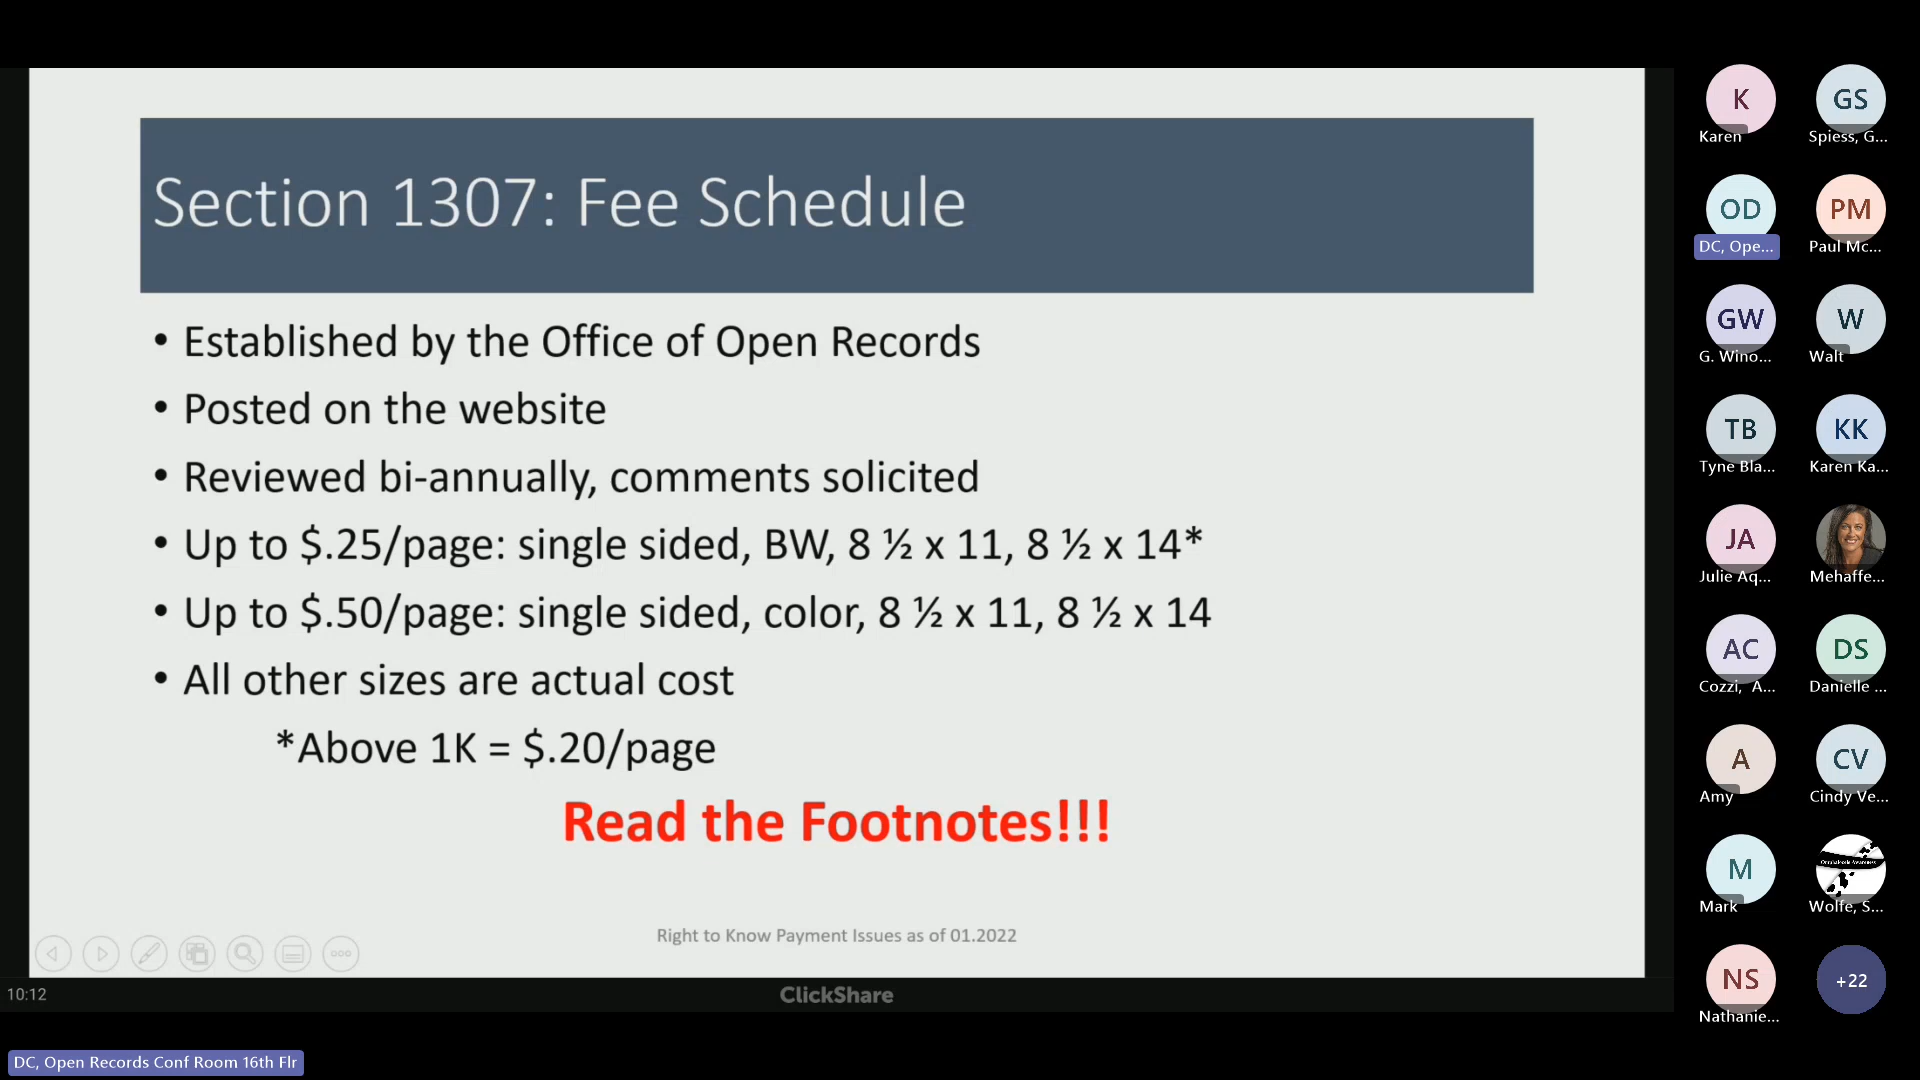 Section 1307: Fee Schedule
• Established by the Office of Open Records
• Posted on the website
• Reviewed bi-annually, comments solicited
• Up to $.25/page: single sided, BW, 8 ½ x 11, 8 ½ x 14*
• Up to $.50/page: single sided, color, 8 ½ x 11, 8 ½ x 14
• All other sizes are actual cost
*Above 1K = $.20/page
Read the Footnotes!!!
Right to Know Payment Issues as of 01.2022
10:12
ClickShare
DC, Open Records Conf Room 16th Flr
K
Karen
GS
Spiess, G...
OD
DC, Ope...
PM
Paul Mc...
GW
G. Wino...
W
Walt
TB
Tyne Bla...
KK
Karen Ka...
JA
Julie Aq...
Mehaffe...
AC
Cozzi, A...
DS
Danielle ...
A
Amy
CV
Cindy Ve...
M
Mark
Wolfe, S...
NS
Nathanie...
+22